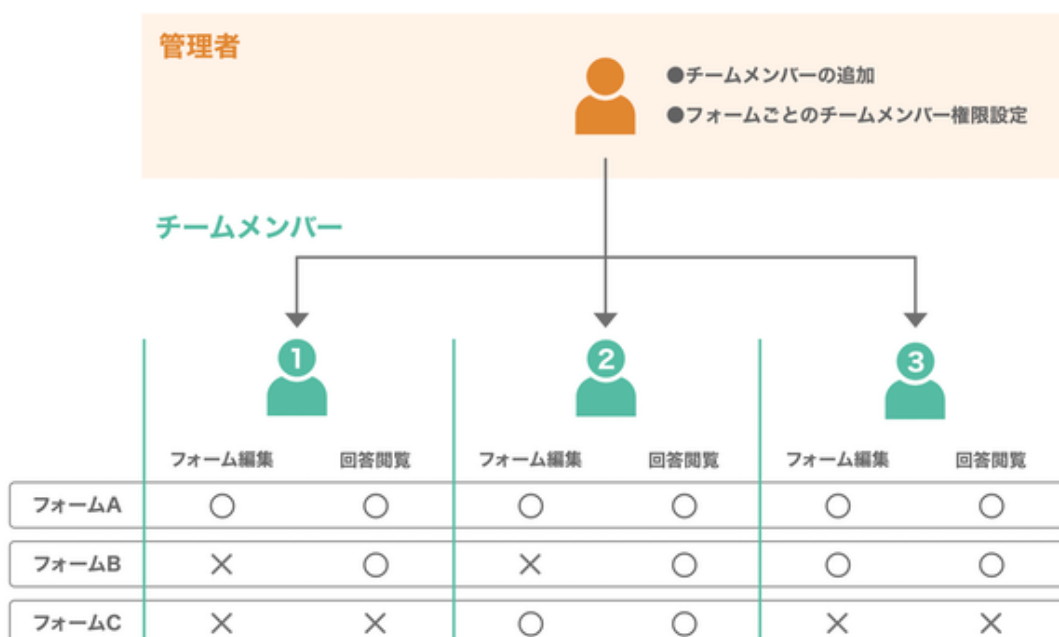 管理者
●チームメンバーの追加
●フォームごとのチームメンバー権限設定
チームメンバー
1 2 3
フォーム編集 回答閲覧 フォーム編集 回答閲覧 フォーム編集 回答閲覧
フォームA ○ ○ ○ ○ ○ ○
フォームB × ○ × ○ ○ ○
フォームC × × ○ ○ × ×